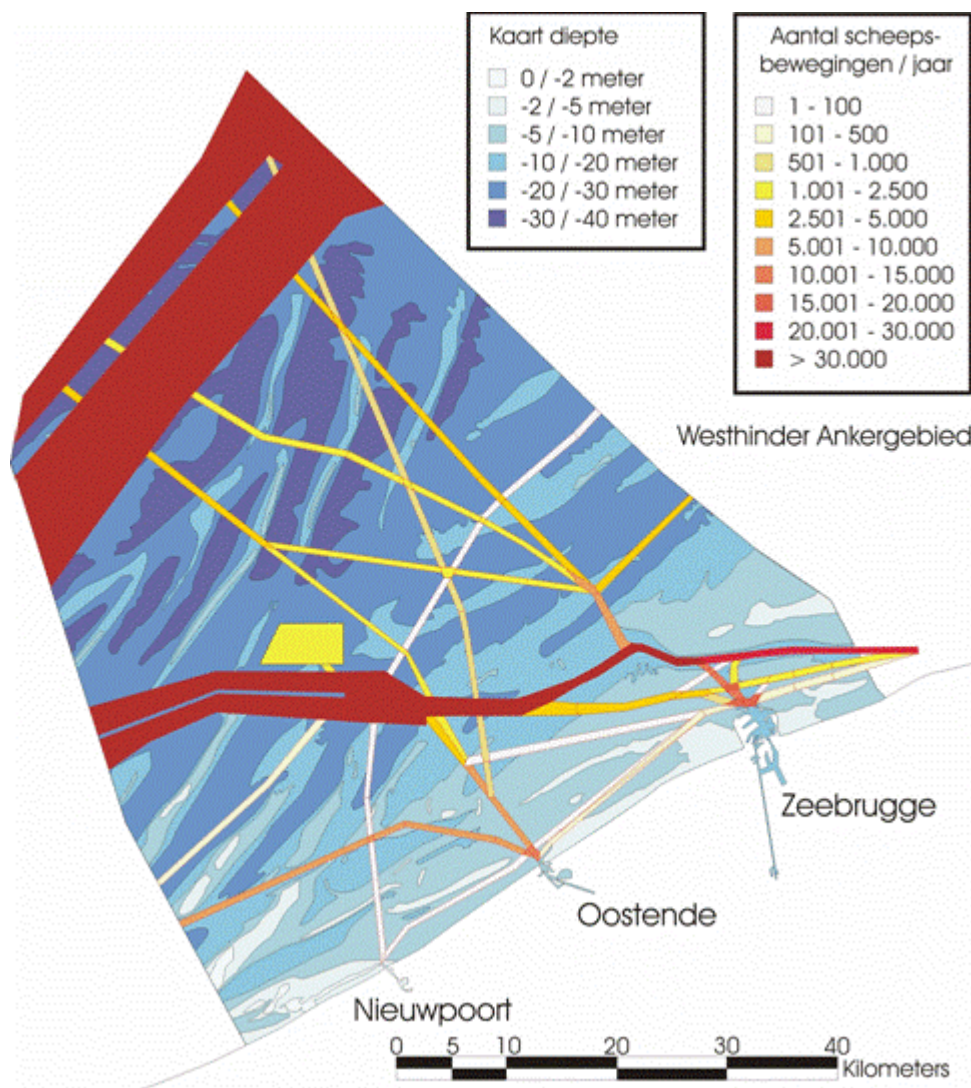 Kaart diepte
0 / -2 meter
-2 / -5 meter
-5 / -10 meter
-10 / -20 meter
-20 / -30 meter
-30 / -40 meter
Aantal scheeps-
bewegingen / jaar
1 - 100
101 - 500
501 - 1.000
1.001 - 2.500
2.501 - 5.000
5.001 - 10.000
10.001 - 15.000
15.001 - 20.000
20.001 - 30.000
> 30.000
Westhinder Ankergebied
Zeebrugge
Oostende
Nieuwpoort
0 5 10 20 30 40
Kilometers